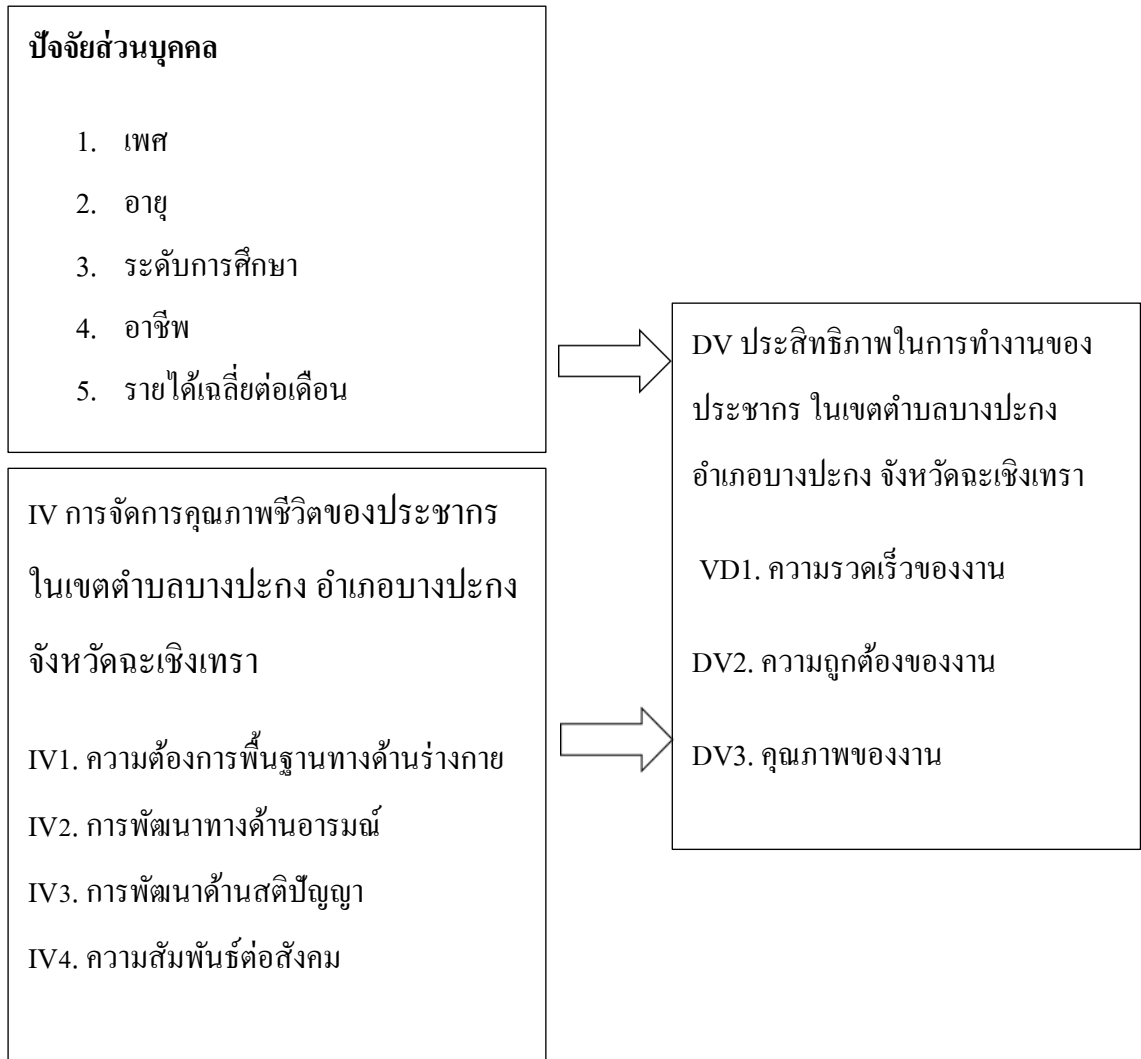 ปัจจัยส่วนบุคคล
1. เพศ
2. อายุ
3. ระดับการศึกษา
4. อาชีพ
5. รายได้เฉลี่ยต่อเดือน
IV การจัดการคุณภาพชีวิตของประชากร
ในเขตตำบลบางปะกง อำเภอบางปะกง
จังหวัดฉะเชิงเทรา
IV1. ความต้องการพื้นฐานทางด้านร่างกาย
IV2. การพัฒนาทางด้านอารมณ์
IV3. การพัฒนาด้านสติปัญญา
IV4. ความสัมพันธ์ต่อสังคม
DV ประสิทธิภาพในการทำงานของ
ประชากร ในเขตตำบลบางปะกง
อำเภอบางปะกง จังหวัดฉะเชิงเทรา
VD1. ความรวดเร็วของงาน
DV2. ความถูกต้องของงาน
DV3. คุณภาพของงาน